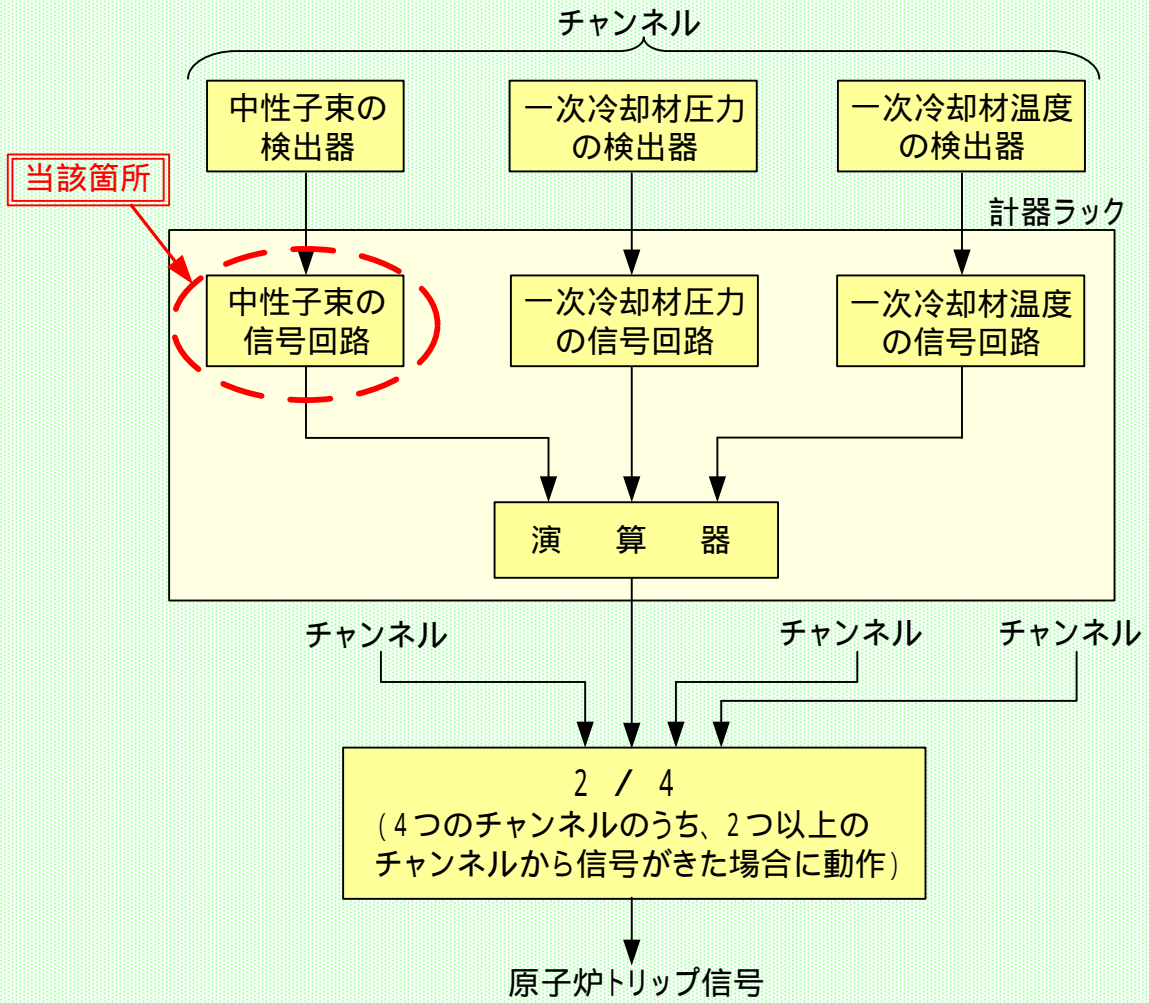 チャンネル
中性子束の
検出器
一次冷却材圧力
の検出器
一次冷却材温度
の検出器
当該箇所
計器ラック
中性子束の
信号回路
一次冷却材圧力
の信号回路
一次冷却材温度
の信号回路
演 算 器
チャンネル
チャンネル
チャンネル
2 / 4
(4つのチャンネルのうち、2つ以上の
チャンネルから信号がきた場合に動作)
原子炉トリップ信号